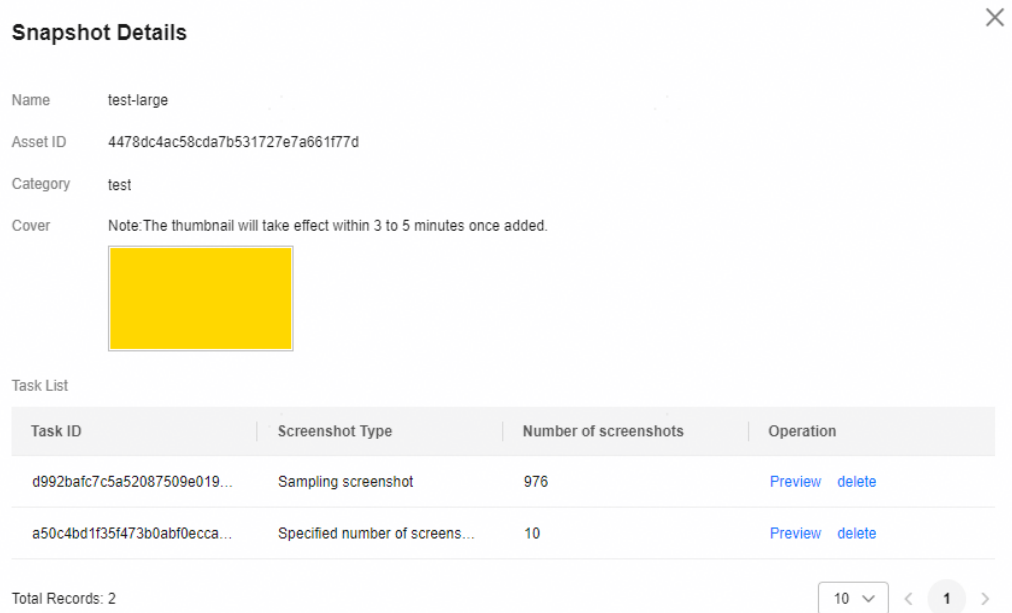 Snapshot Details
Name test-large
Asset ID 4478dc4ac58cda7b531727e7a661f77d
Category test
Cover Note:The thumbnail will take effect within 3 to 5 minutes once added.
Task List
Task ID Screenshot Type Number of screenshots Operation
d992bafc7c5a52087509e019... Sampling screenshot 976 Preview delete
a50c4bd1f35f473b0abf0ecca... Specified number of screens... 10 Preview delete
Total Records: 2 10 1